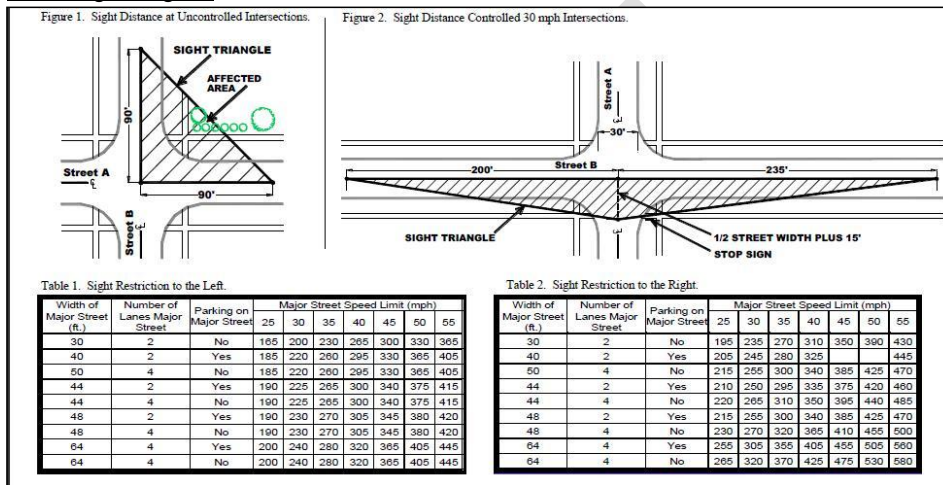 Figure 1. Sight Distance at Uncontrolled Intersections.
SIGHT TRIANGLE
AFFECTED
AREA
90'
Street A
90'
Street B
Figure 2. Sight Distance Controlled 30 mph Intersections.
Street A
30'
200'
Street B
235'
SIGHT TRIANGLE
1/2 STREET WIDTH PLUS 15'
STOP SIGN
Table 1. Sight Restriction to the Left.
Width of Major Street (ft.) Number of Lanes Major Street Parking on Major Street Major Street Speed Limit (mph)
25 30 35 40 45 50 55
30 2 No 165 200 230 265 300 330 365
40 2 Yes 185 220 260 295 330 365 405
50 4 No 185 220 260 295 330 365 405
44 2 Yes 190 225 265 300 340 375 415
44 4 No 190 225 265 300 340 375 415
48 2 Yes 190 230 270 305 345 380 420
48 4 No 190 230 270 305 345 380 420
64 4 Yes 200 240 280 320 365 405 445
64 4 No 200 240 280 320 365 405 445
Table 2. Sight Restriction to the Right.
Width of Major Street (ft.) Number of Lanes Major Street Parking on Major Street Major Street Speed Limit (mph)
25 30 35 40 45 50 55
30 2 No 195 235 270 310 350 390 430
40 2 Yes 205 245 280 325 445
50 4 No 215 255 300 340 385 425 470
44 2 Yes 210 250 295 335 375 420 460
44 4 No 220 265 310 350 395 440 485
48 2 Yes 215 255 300 340 385 425 470
48 4 No 230 270 320 365 410 455 500
64 4 Yes 255 305 355 405 455 505 560
64 4 No 265 320 370 425 475 530 580